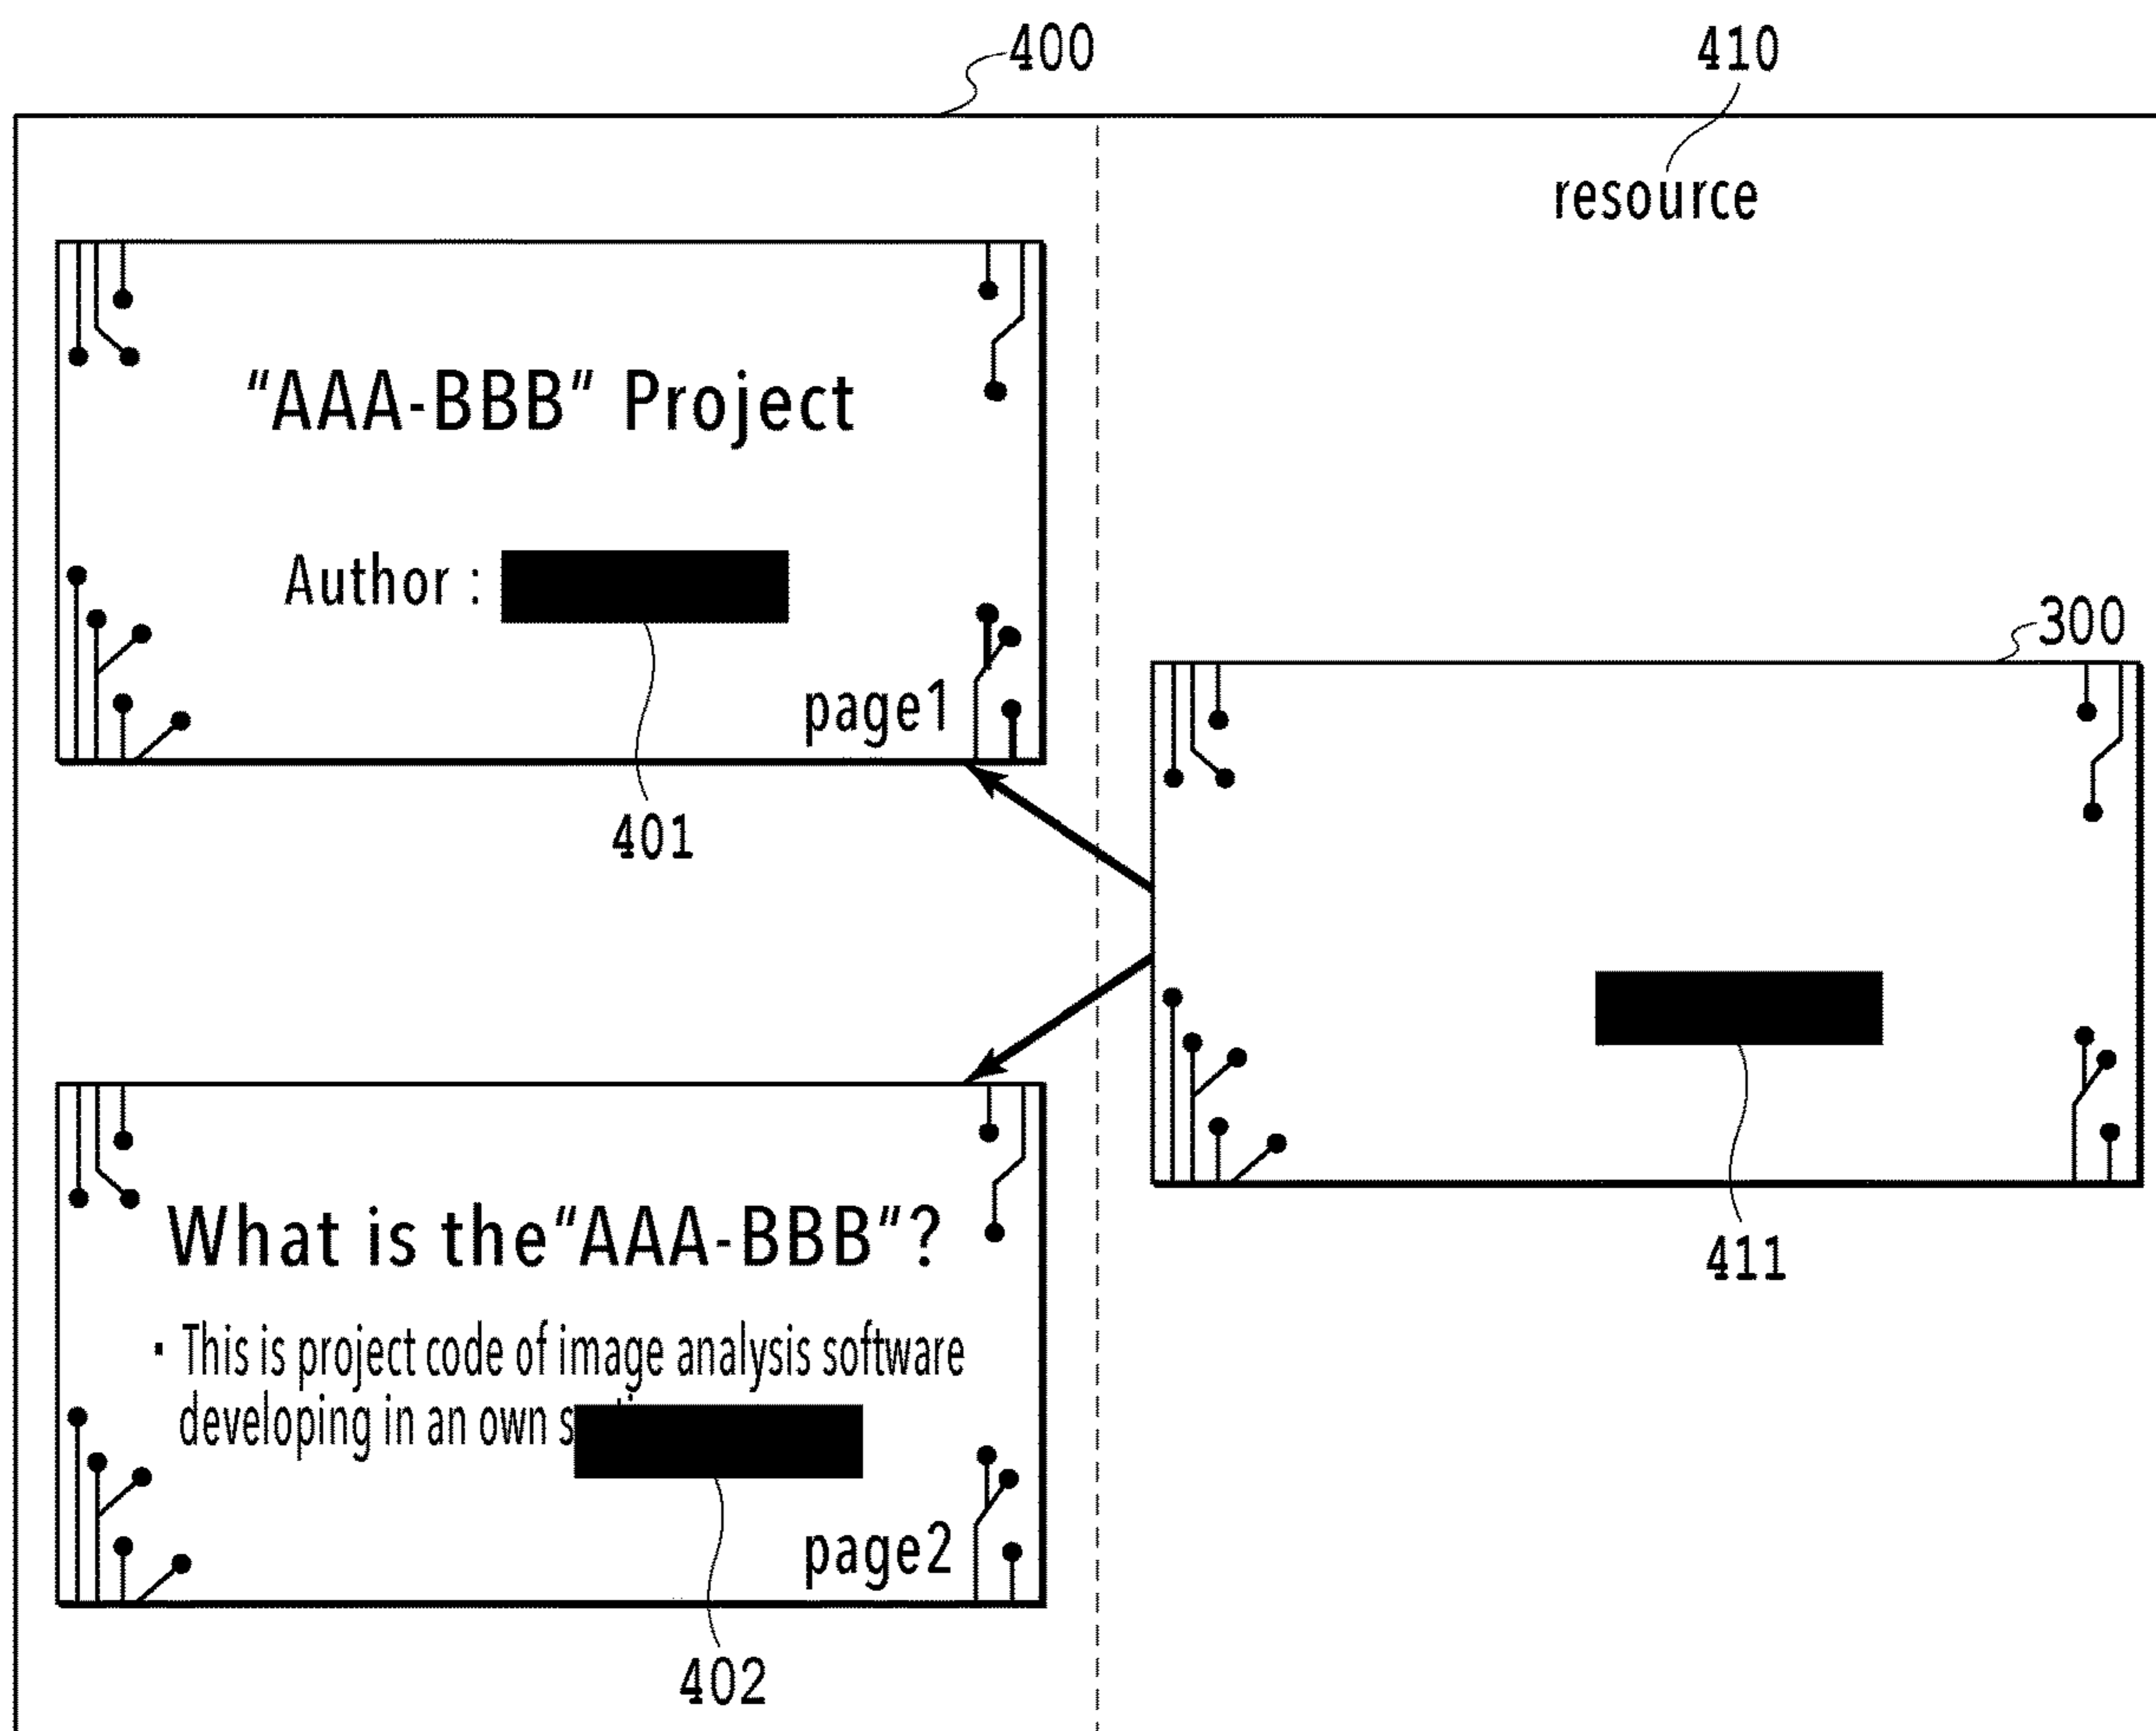 400
410
resource
“AAA-BBB” Project
Author :
page1
401
300
411
What is the“AAA-BBB”?
· This is project code of image analysis software
developing in an own
page2
402